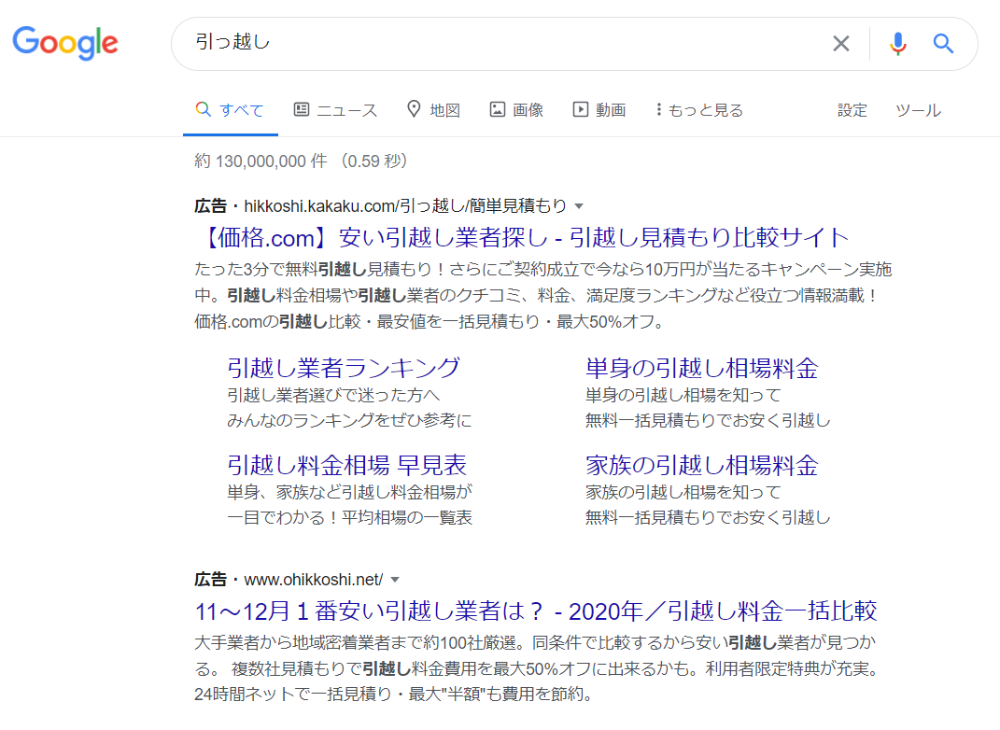 Google
引っ越し
すべて ニュース 地図 画像 動画 もっと見る 設定 ツール
約 130,000,000 件 （0.59 秒）
広告・hikkoshi.kakaku.com/引っ越し/簡単見積もり
【価格.com】安い引越し業者探し - 引越し見積もり比較サイト
たった3分で無料引越し見積もり！さらにご契約成立で今なら10万円が当たるキャンペーン実施
中。引越し料金相場や引越し業者のクチコミ、料金、満足度ランキングなど役立つ情報満載！
価格.comの引越し比較・最安値を一括見積もり・最大50%オフ。
引越し業者ランキング
引越し業者選びで迷った方へ
みんなのランキングをぜひ参考に
単身の引越し相場料金
単身の引越し相場を知って
無料一括見積もりでお安く引越し
引越し料金相場 早見表
単身、家族など引越し料金相場が
一目でわかる！平均相場の一覧表
家族の引越し相場料金
家族の引越し相場を知って
無料一括見積もりでお安く引越し
広告・www.ohikkoshi.net/
11～12月１番安い引越し業者は？ - 2020年／引越し料金一括比較
大手業者から地域密着業者まで約100社厳選。同条件で比較するから安い引越し業者が見つか
る。 複数社見積もりで引越し料金費用を最大50%オフに出来るかも。利用者限定特典が充実。
24時間ネットで一括見積り・最大"半額"も費用を節約。